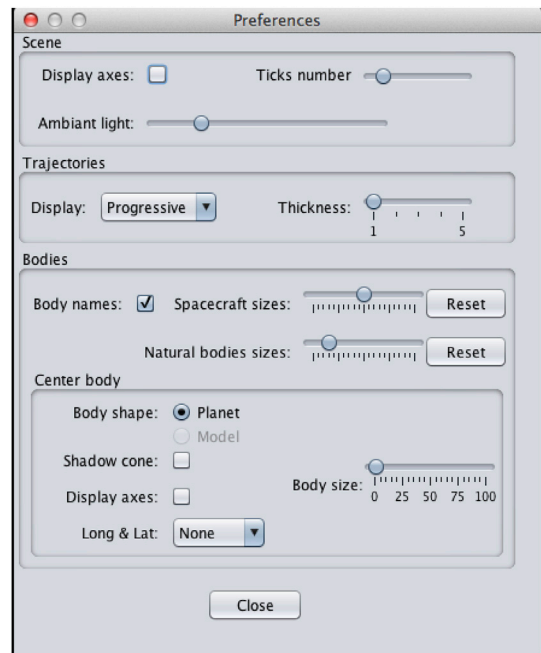 Preferences
Scene
Display axes: Ticks number
Ambiant light:
Trajectories
Display: Progressive Thickness:
1 5
Bodies
Body names: Spacecraft sizes: Reset
Natural bodies sizes: Reset
Center body
Body shape: Planet
Model
Shadow cone:
Body size:
0 25 50 75 100
Display axes:
Long & Lat: None
Close